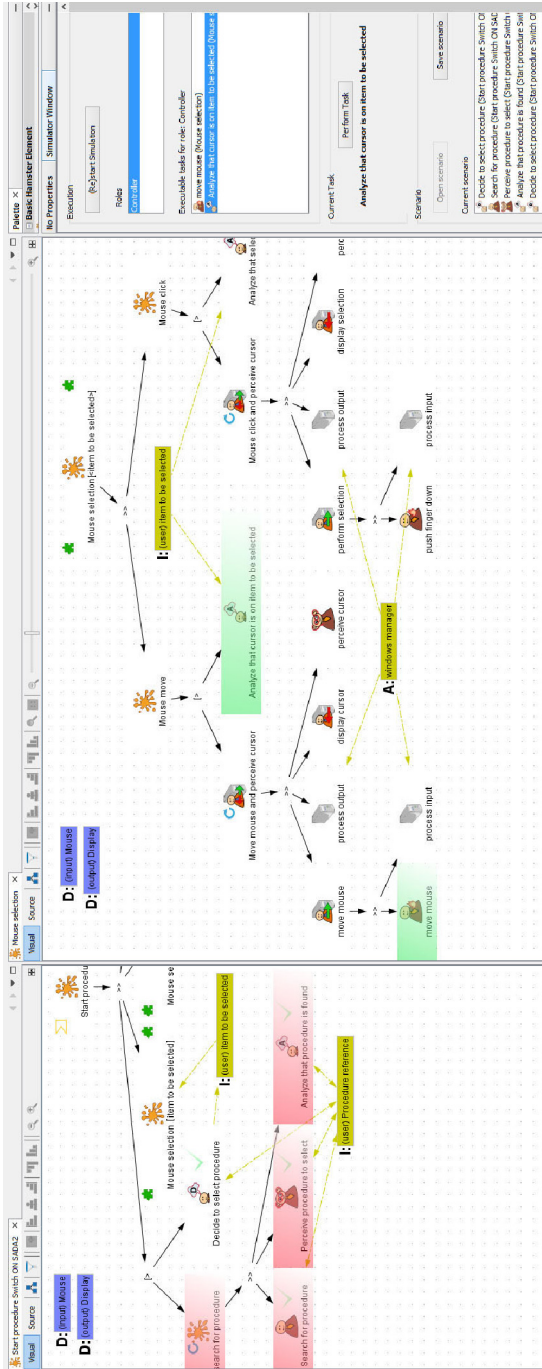 Start procedure Switch ON SADA2
Visual
Source
D: (input) Mouse
D: (output) Display
Start procedu
Mouse selection [item to be selected]
Mouse se
Decide to select procedure
I: (user) item to be selected
Search for procedure
Perceive procedure to select
Analyze that procedure is found
I: (user) Procedure reference
Mouse selection
Visual
Source
D: (input) Mouse
D: (output) Display
Mouse selection [<item to be selected>]
Mouse move
I: (user) item to be selected
Mouse click
Move mouse and perceive cursor
Analyze that cursor is on item to be selected
Mouse click and perceive cursor
Analyze that selec
move mouse
process output
display cursor
perceive cursor
perform selection
process output
display selection
perc
move mouse
process input
A: windows manager
push finger down
process input
Palette
Basic Hamster Element
No Properties
Simulator Window
Execution
(Re)start Simulation
Roles
Controller
Executable tasks for role: Controller
move mouse (Mouse selection)
Analyze that cursor is on item to be selected (Mouse s
Current Task
Perform Task
Analyze that cursor is on item to be selected
Scenario
Open scenario
Save scenario
Current scenario
Decide to select procedure (Start procedure Switch ON
Search for procedure (Start procedure Switch ON SAD
Perceive procedure to select (Start procedure Switch
Analyze procedure is found (Start procedure Swit
Decide to select procedure (Start procedure Switch O